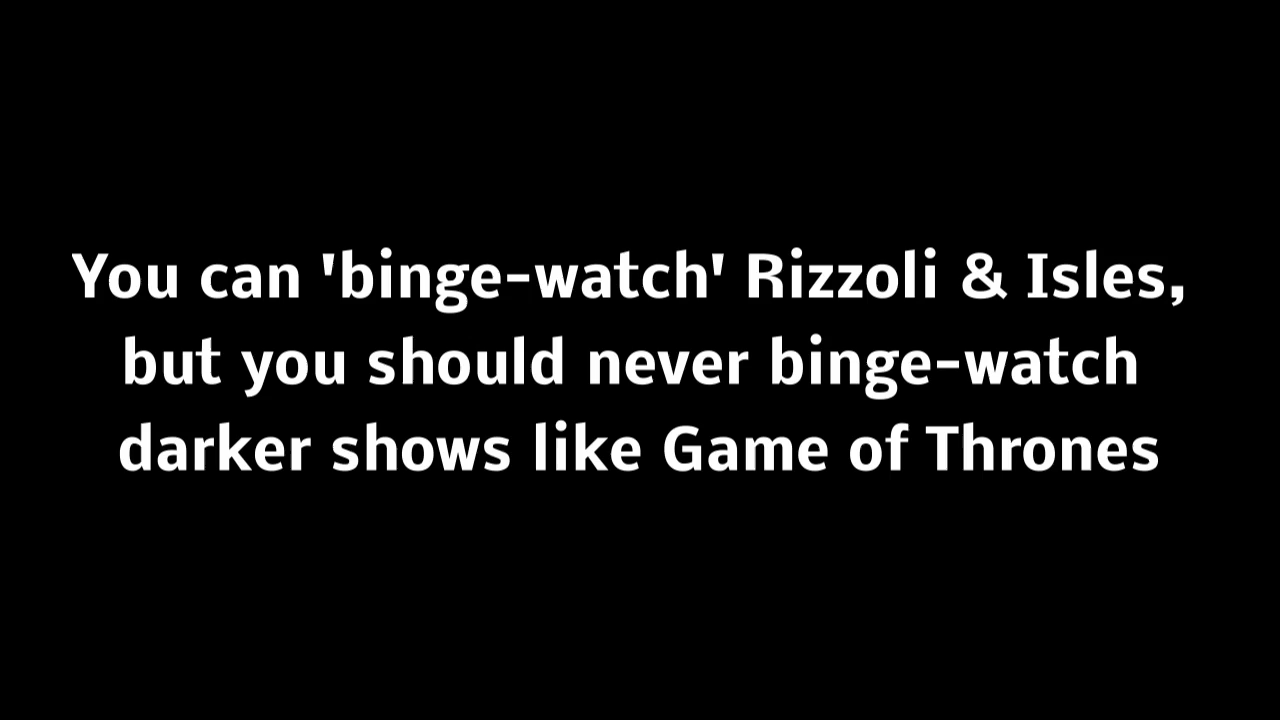 You can 'binge-watch' Rizzoli & Isles,
but you should never binge-watch
darker shows like Game of Thrones